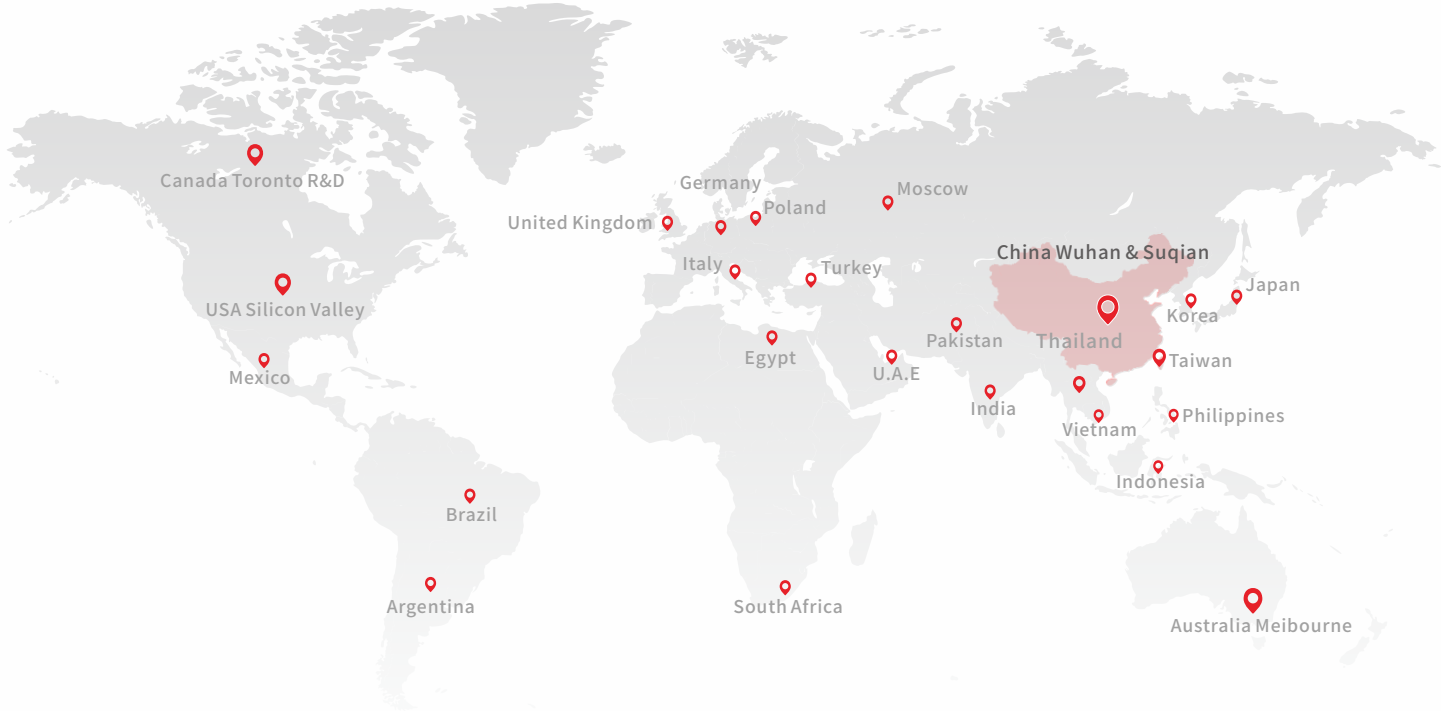 Canada Toronto R&D
Germany
Moscow
Poland
United Kingdom
China Wuhan & Suqian
Italy
Turkey
Japan
USA Silicon Valley
Korea
Pakistan
Thailand
Egypt
Taiwan
U.A.E
Mexico
India
Philippines
Vietnam
Indonesia
Brazil
Argentina
South Africa
Australia Meibourne